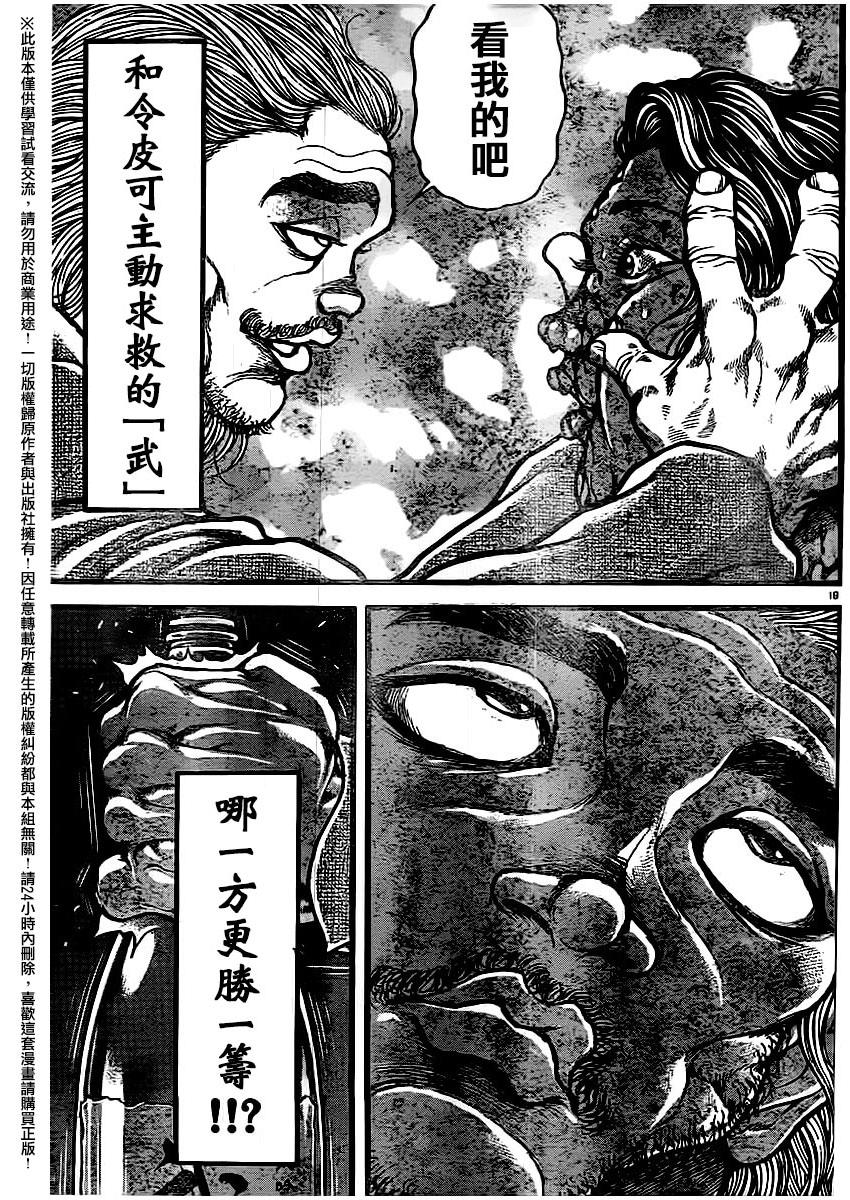 看我的吧
和令皮可主動求救的「武」
18
哪一方更勝一籌!!?
※此版本僅供學習試看交流，請勿用於商業用途！一切版權歸原作者與出版社擁有！因任意轉載所產生的版權糾紛都與本組無關！請24小時內刪除，喜歡這套漫畫請購買正版！